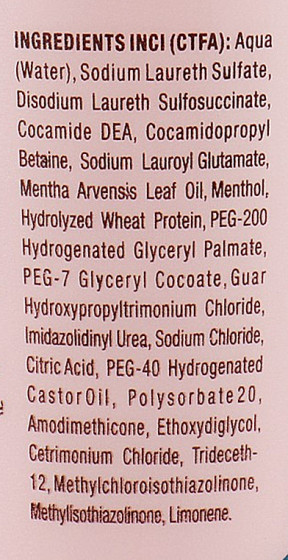 INGREDIENTS INCI (CTFA): Aqua
(Water), Sodium Laureth Sulfate,
Disodium Laureth Sulfosuccinate,
Cocamide DEA, Cocamidopropyl
Betaine, Sodium Lauroyl Glutamate,
Mentha Arvensis Leaf Oil, Menthol,
Hydrolyzed Wheat Protein, PEG-200
Hydrogenated Glyceryl Palmate,
PEG-7 Glyceryl Cocoate, Guar
Hydroxypropyltrimonium Chloride,
Imidazolidinyl Urea, Sodium Chloride,
Citric Acid, PEG-40 Hydrogenated
Castor Oil, Polysorbate 20,
Amodimethicone, Ethoxydiglycol,
Cetrimonium Chloride, Trideceth-
12, Methylchloroisothiazolinone,
Methylisothiazolinone, Limonene.